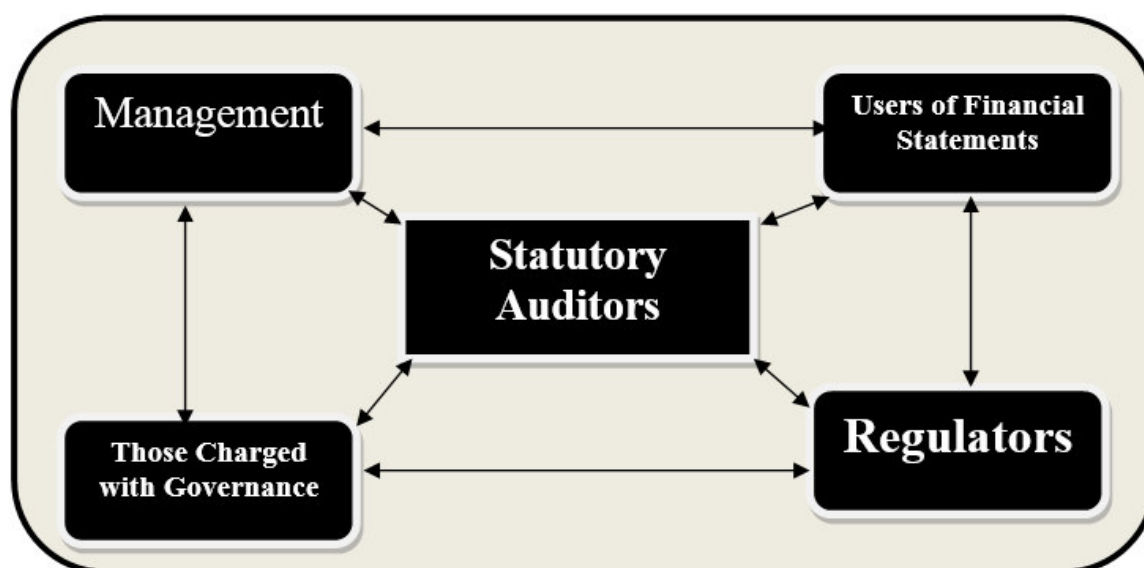 Management
Users of Financial
Statements
Statutory
Auditors
Those Charged
with Governance
Regulators